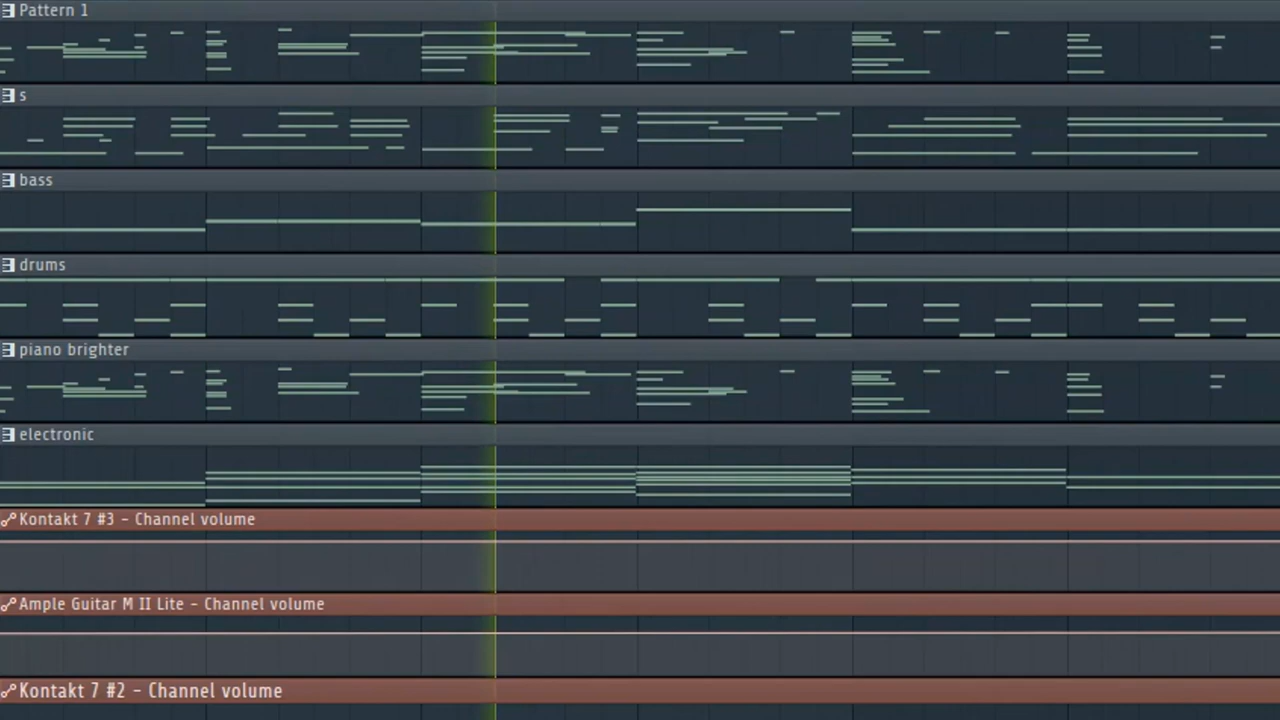 Pattern 1
s
bass
drums
piano brighter
electronic
Kontakt 7 #3 - Channel volume
Ample Guitar M II Lite - Channel volume
Kontakt 7 #2 - Channel volume